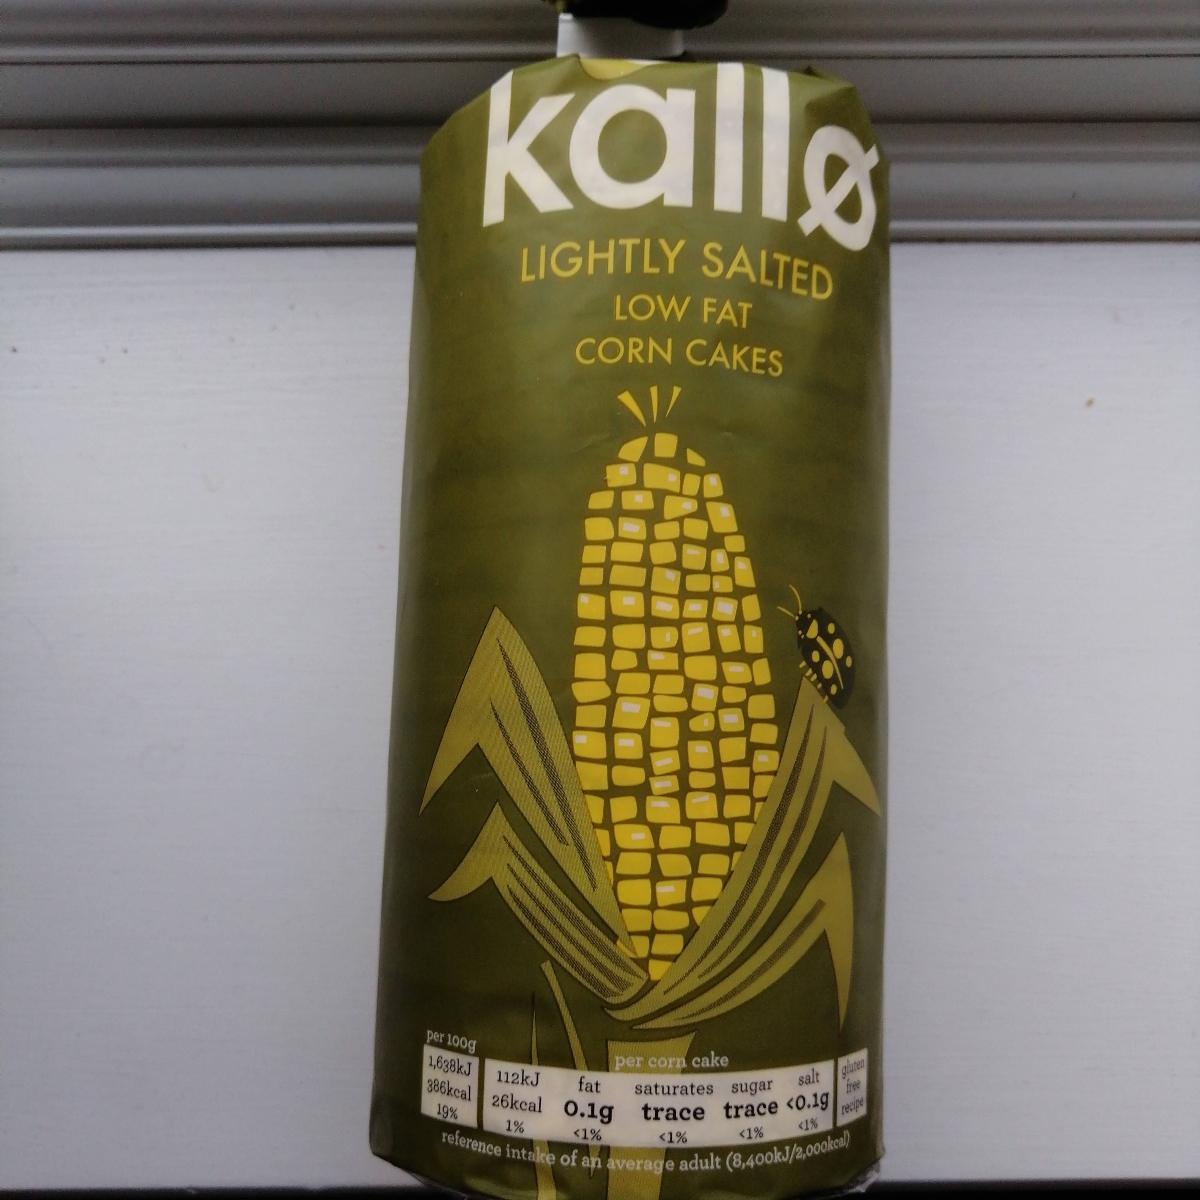 kallø
LIGHTLY SALTED
LOW FAT
CORN CAKES
per 100g
1,638kJ
386kcal
19%
per corn cake
112kJ
26kcal
1%
fat
0.1g
<1%
saturates
trace
<1%
sugar
trace
<1%
salt
<0.1g
<1%
gluten
free
recipe
reference intake of an average adult (8,400kJ/2,000kcal)